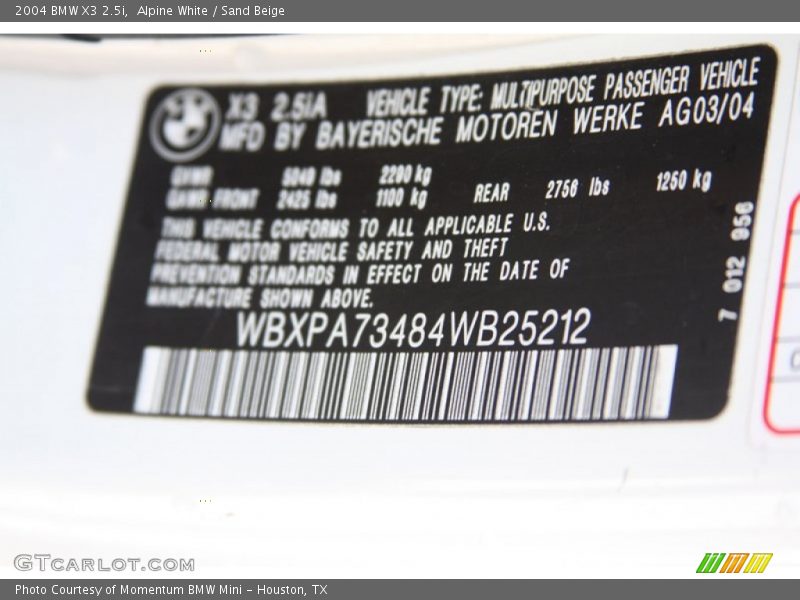 2004 BMW X3 2.5i,  Alpine White / Sand Beige
X3 2.5iA VEHICLE TYPE: MULTIPURPOSE PASSENGER VEHICLE
MFD BY BAYERISCHE MOTOREN WERKE AG 03/04
GVWR 5049 lbs 2290 kg
GAWR FRONT 2425 lbs 1100 kg REAR 2756 lbs 1250 kg
THIS VEHICLE CONFORMS TO ALL APPLICABLE U.S.
FEDERAL MOTOR VEHICLE SAFETY AND THEFT
PREVENTION STANDARDS IN EFFECT ON THE DATE OF
MANUFACTURE SHOWN ABOVE.
WBXPA73484WB25212
7 012 956
GTCARLOT.COM
Photo Courtesy of Momentum BMW Mini - Houston, TX